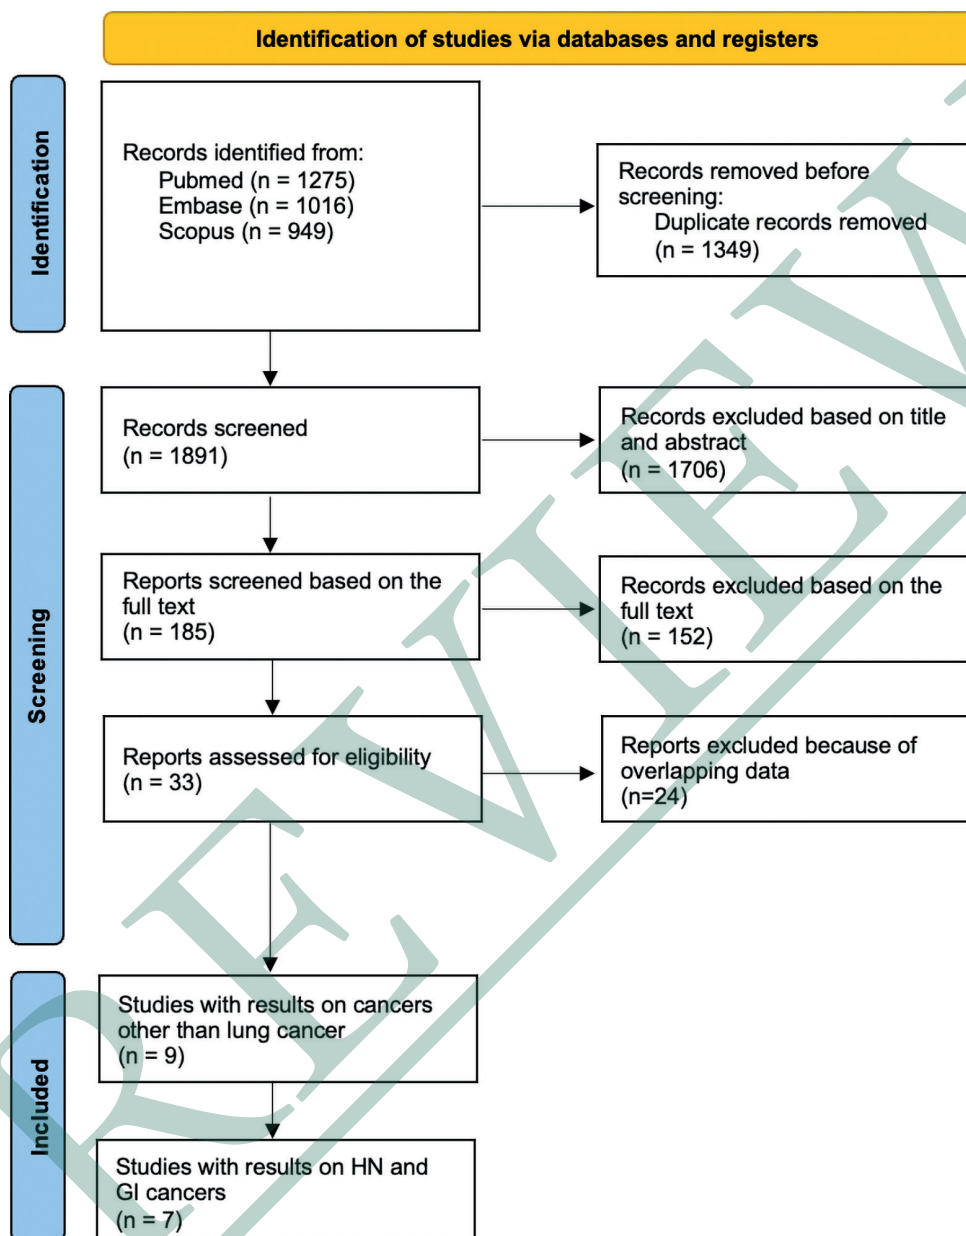 Identification of studies via databases and registers
Identification
Records identified from:
Pubmed (n = 1275)
Embase (n = 1016)
Scopus (n = 949)
Records removed before
screening:
Duplicate records removed
(n = 1349)
Screening
Records screened
(n = 1891)
Records excluded based on title
and abstract
(n = 1706)
Reports screened based on the
full text
(n = 185)
Records excluded based on the
full text
(n = 152)
Reports assessed for eligibility
(n = 33)
Reports excluded because of
overlapping data
(n=24)
Included
Studies with results on cancers
other than lung cancer
(n = 9)
Studies with results on HN and
GI cancers
(n = 7)
REVIEW